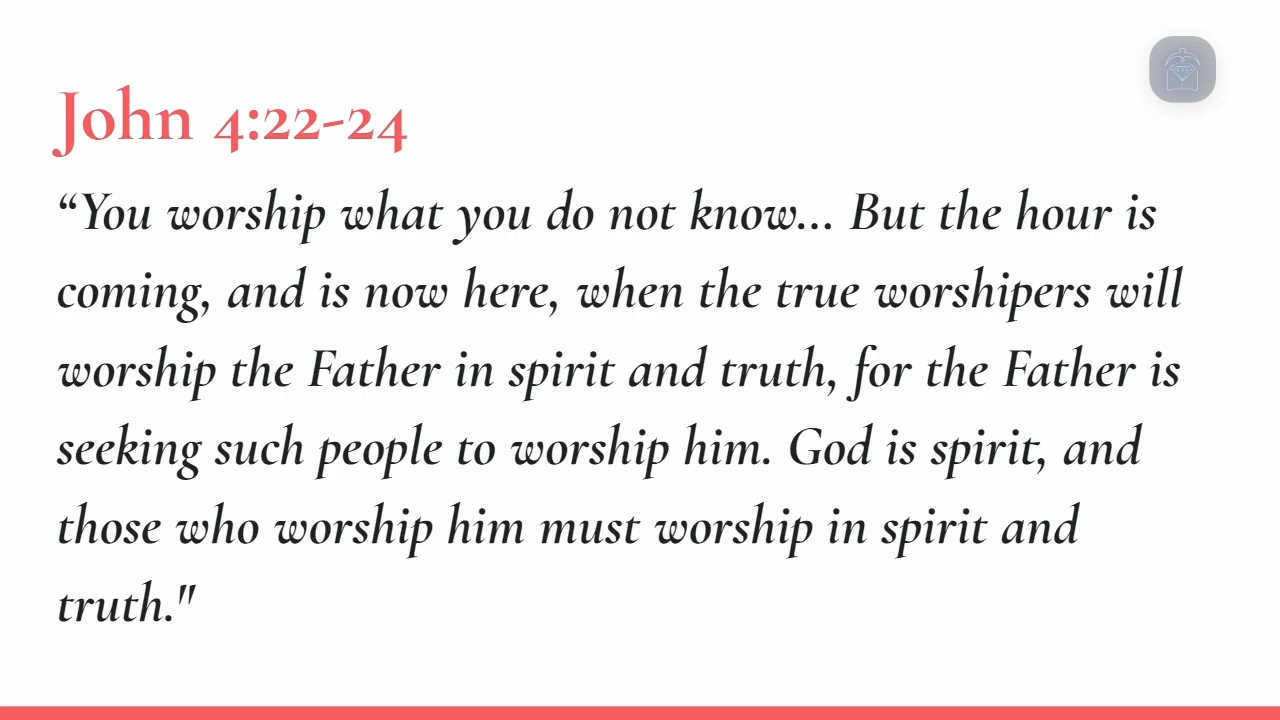 John 4:22-24
“You worship what you do not know... But the hour is
coming, and is now here, when the true worshipers will
worship the Father in spirit and truth, for the Father is
seeking such people to worship him. God is spirit, and
those who worship him must worship in spirit and
truth."